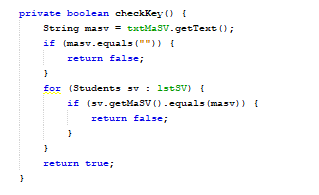 private boolean checkKey() {
    String masv = txtMaSV.getText();
    if (masv.equals("")) {
        return false;
    }
    for (Students sv : lstSV) {
        if (sv.getMaSV().equals(masv)) {
            return false;
        }
    }
    return true;
}